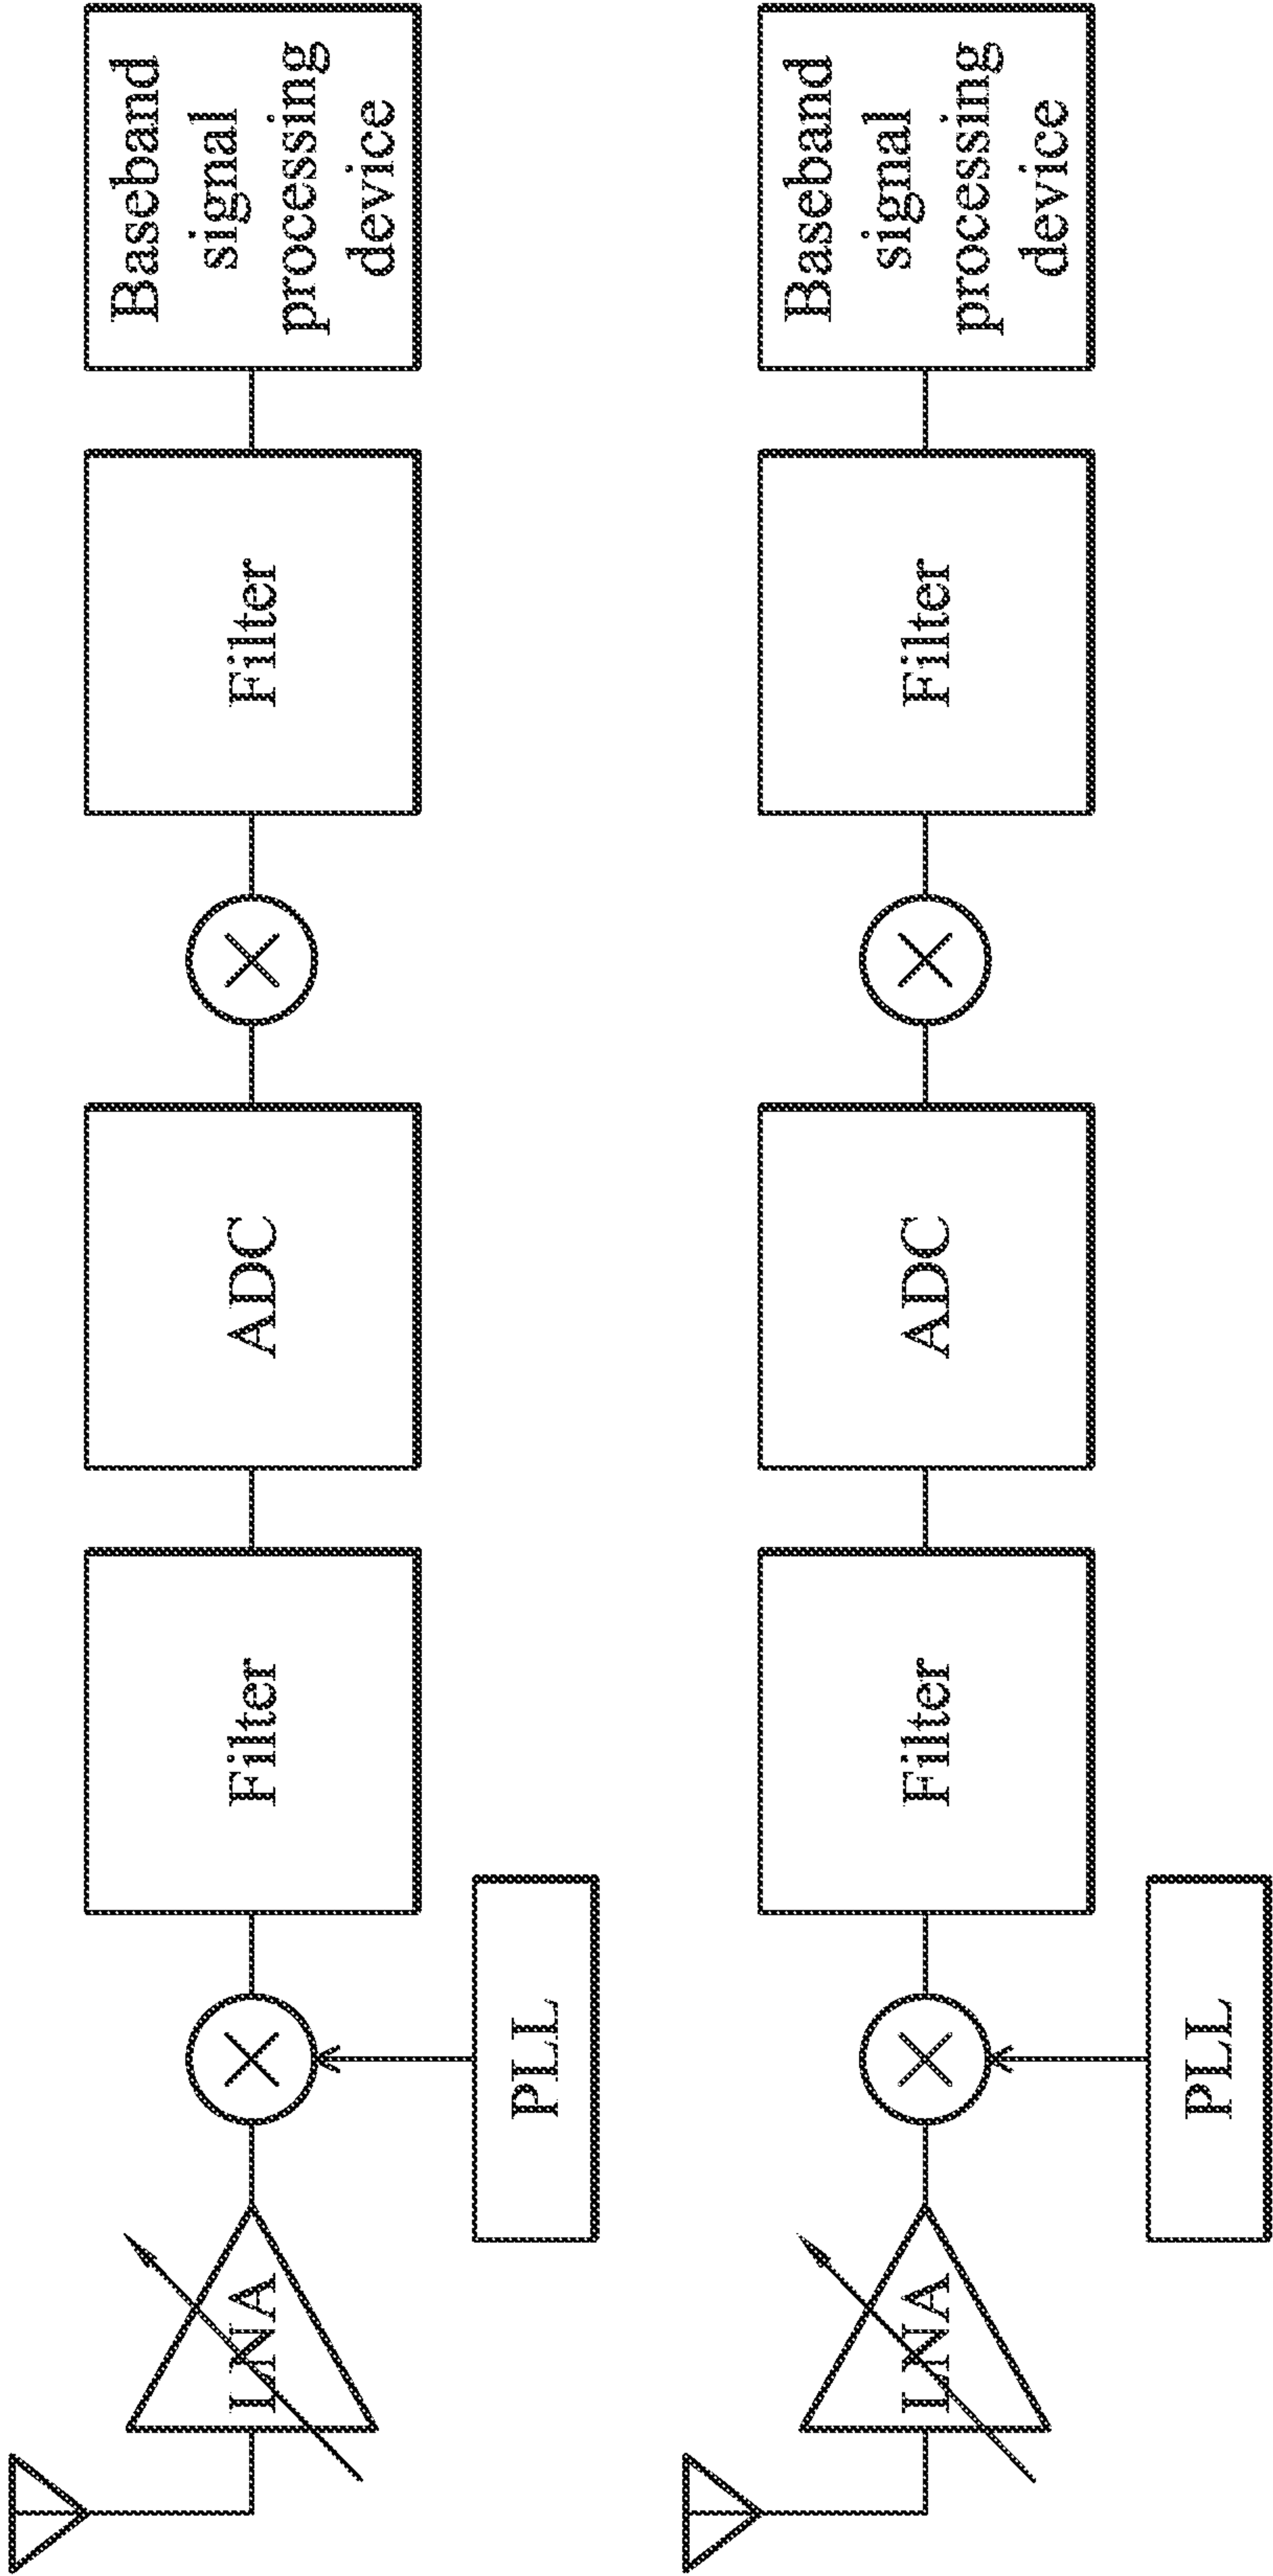 LNA
PLL
Filter
ADC
Filter
Baseband
signal
processing
device
LNA
PLL
Filter
ADC
Filter
Baseband
signal
processing
device